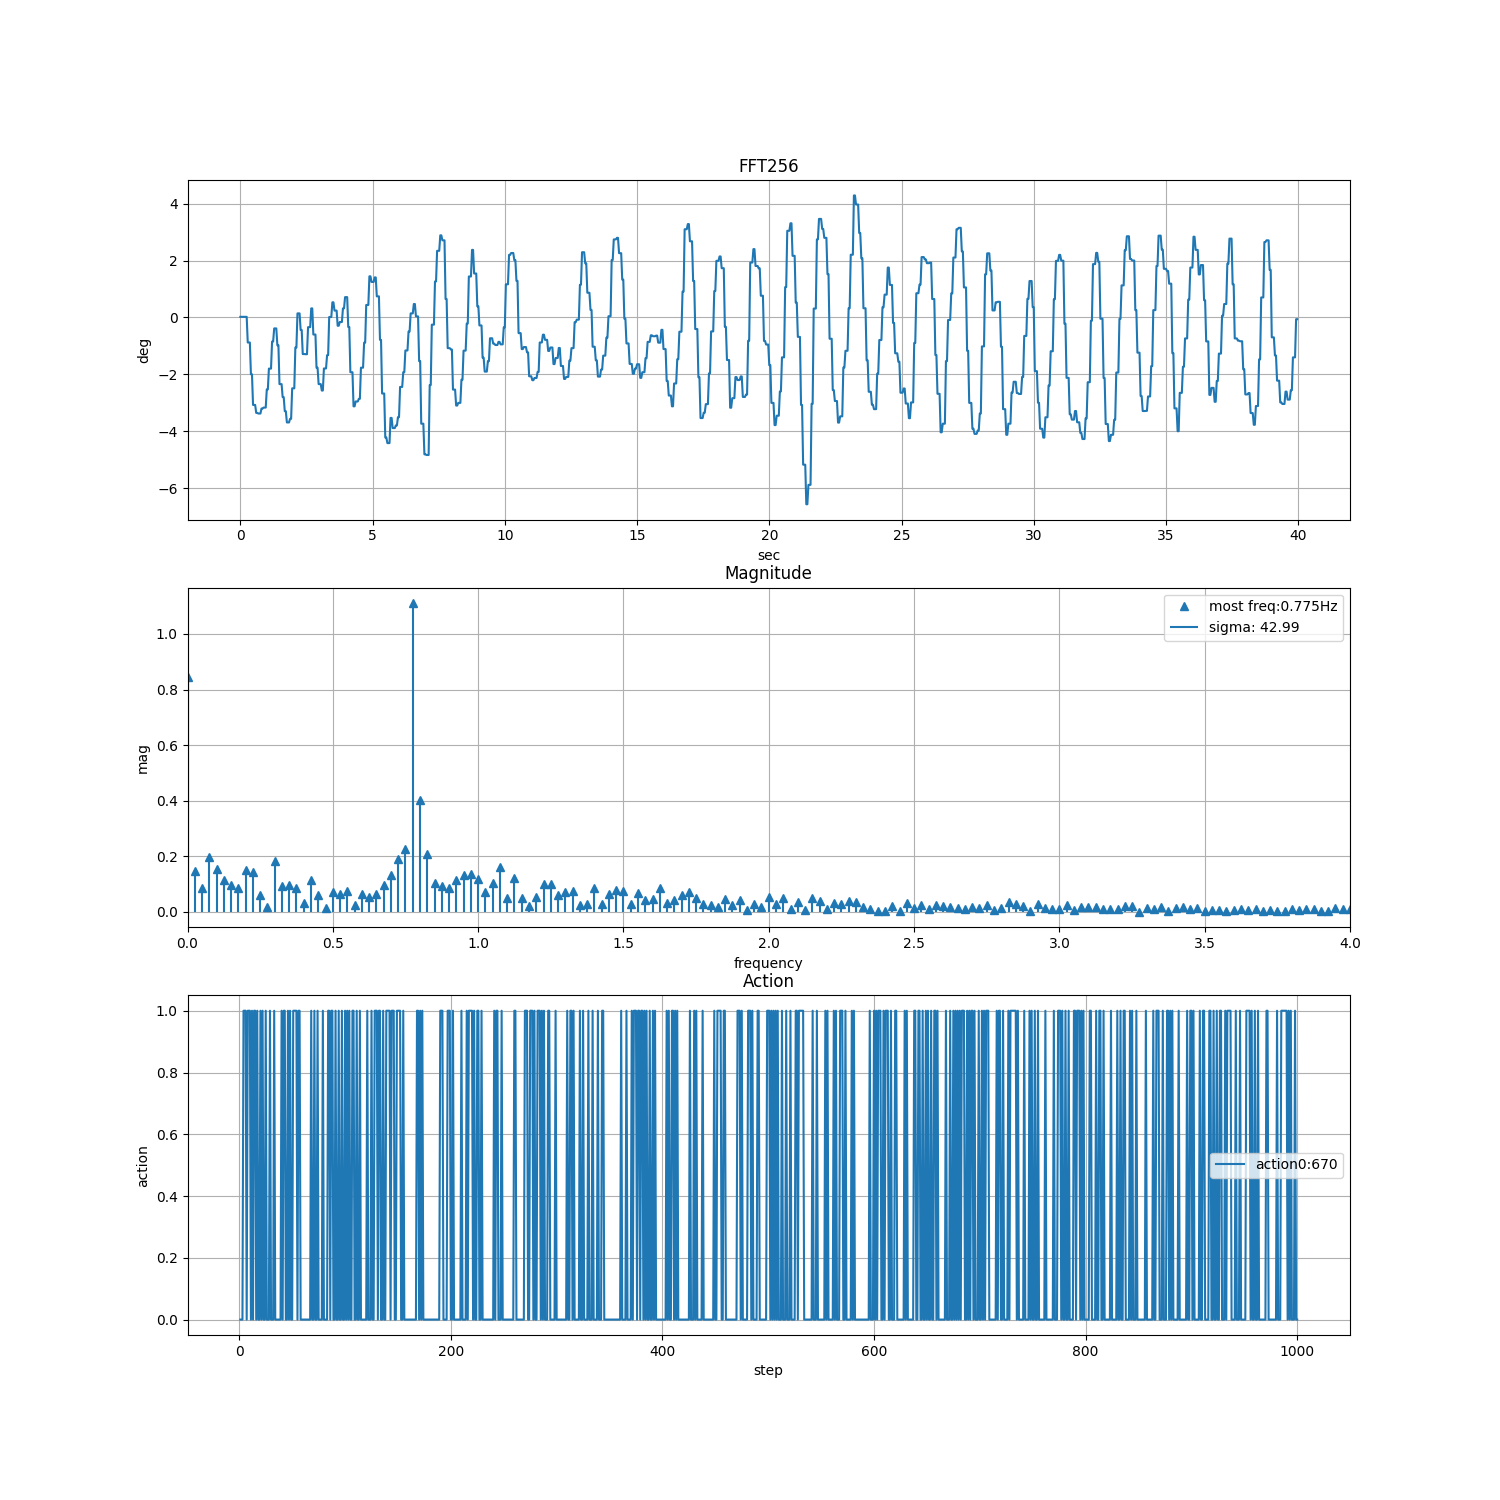 FFT256
4
2
0
−2
−4
−6
deg
0 5 10 15 20 25 30 35 40
sec
Magnitude
most freq:0.775Hz
sigma: 42.99
1.0
0.8
0.6
0.4
0.2
0.0
mag
0.0 0.5 1.0 1.5 2.0 2.5 3.0 3.5 4.0
frequency
Action
1.0
0.8
0.6
0.4
0.2
0.0
action
action0:670
0 200 400 600 800 1000
step